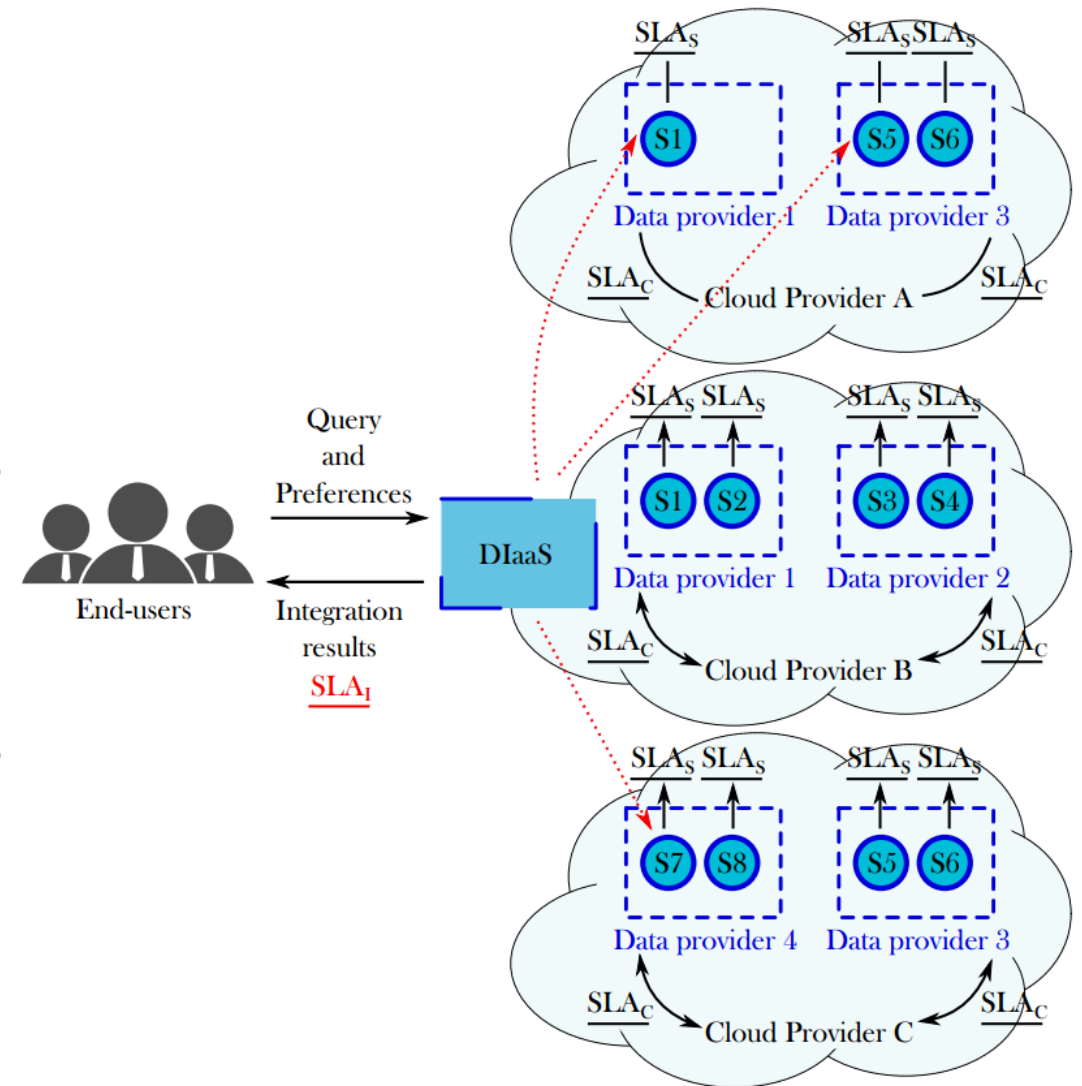 SLAS
SLAS SLAS
S1
S5 S6
Data provider 1
Data provider 3
SLAC
Cloud Provider A
SLAC
Query
and
Preferences
End-users
Integration
results
SLAI
DIaaS
SLAS SLAS
SLAS SLAS
S1 S2
S3 S4
Data provider 1
Data provider 2
SLAC
Cloud Provider B
SLAC
SLAS SLAS
SLAS SLAS
S7 S8
S5 S6
Data provider 4
Data provider 3
SLAC
Cloud Provider C
SLAC